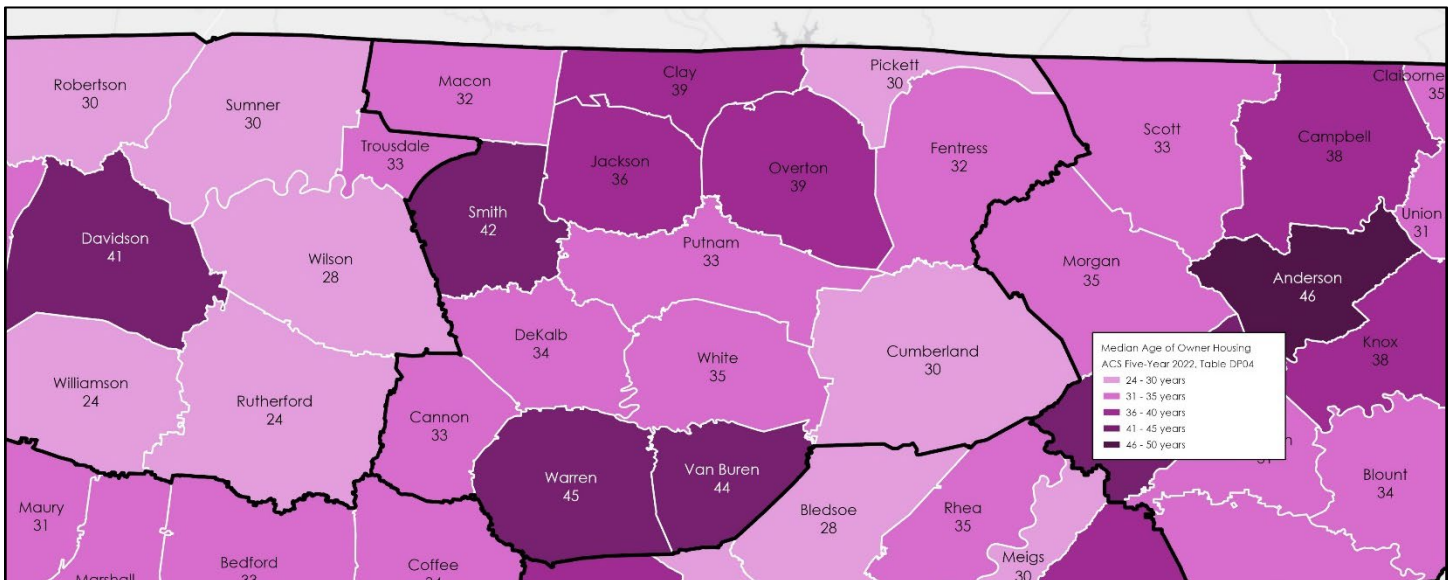 Robertson
30
Sumner
30
Macon
32
Clay
39
Pickett
30
Claiborne
35
Trousdale
33
Jackson
36
Overton
39
Fentress
32
Scott
33
Campbell
38
Davidson
41
Smith
42
Union
31
Wilson
28
Putnam
33
Morgan
35
Anderson
46
DeKalb
34
White
35
Cumberland
30
Knox
38
Williamson
24
Rutherford
24
Cannon
33
Median Age of Owner Housing
ACS Five-Year 2022, Table DP04
24 - 30 years
31 - 35 years
36 - 40 years
41 - 45 years
46 - 50 years
Warren
45
Van Buren
44
Blount
34
Maury
31
Bledsoe
28
Rhea
35
Meigs
30
Marshall
Bedford
33
Coffee